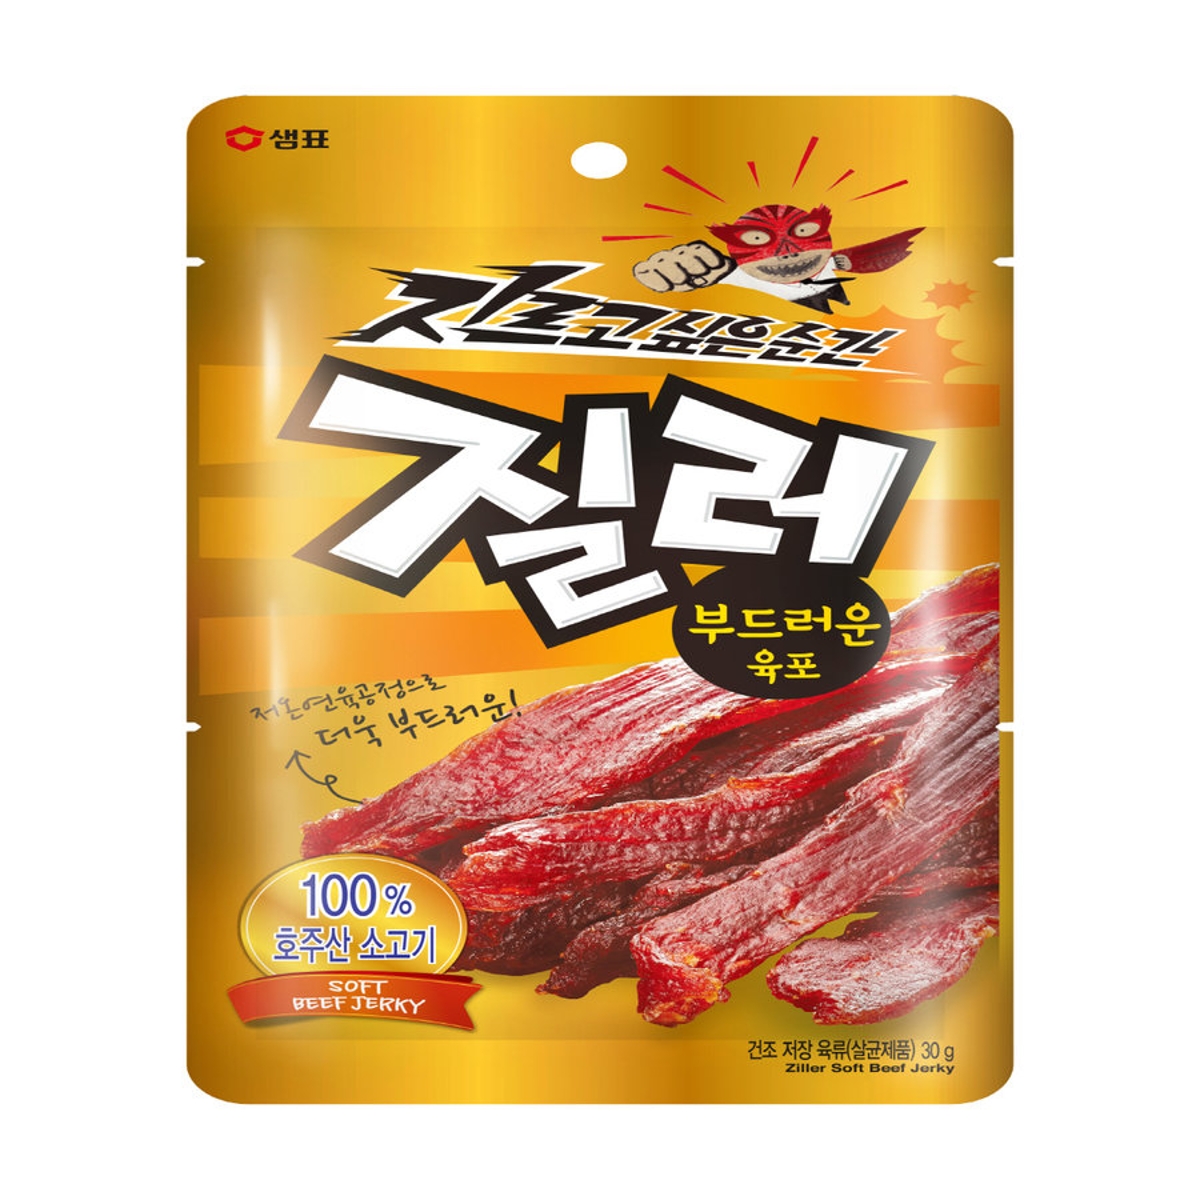 샘표
지르고 싶은 순간
질러
부드러운
육포
저온연육공정으로
더욱 부드러운!
100%
호주산 소고기
SOFT
BEEF JERKY
건조 저장 육류(살균제품) 30 g
Ziller Soft Beef Jerky